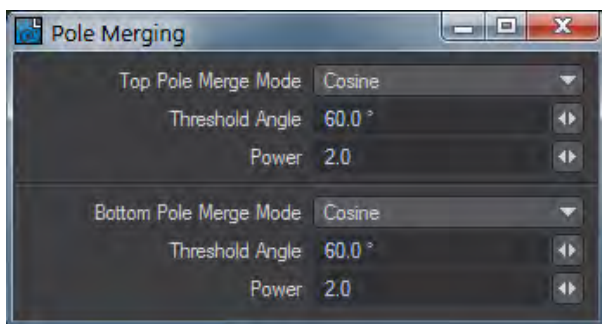 Pole Merging
Top Pole Merge Mode Cosine
Threshold Angle 60.0 °
Power 2.0
Bottom Pole Merge Mode Cosine
Threshold Angle 60.0 °
Power 2.0